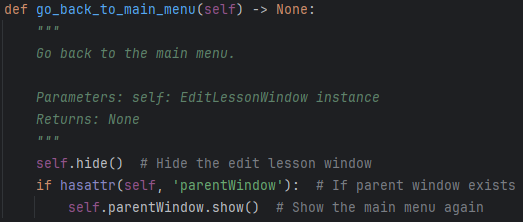 def go_back_to_main_menu(self) -> None:
    """
    Go back to the main menu.

    Parameters: self: EditLessonWindow instance
    Returns: None
    """
    self.hide()  # Hide the edit lesson window
    if hasattr(self, 'parentWindow'):  # If parent window exists
        self.parentWindow.show()  # Show the main menu again